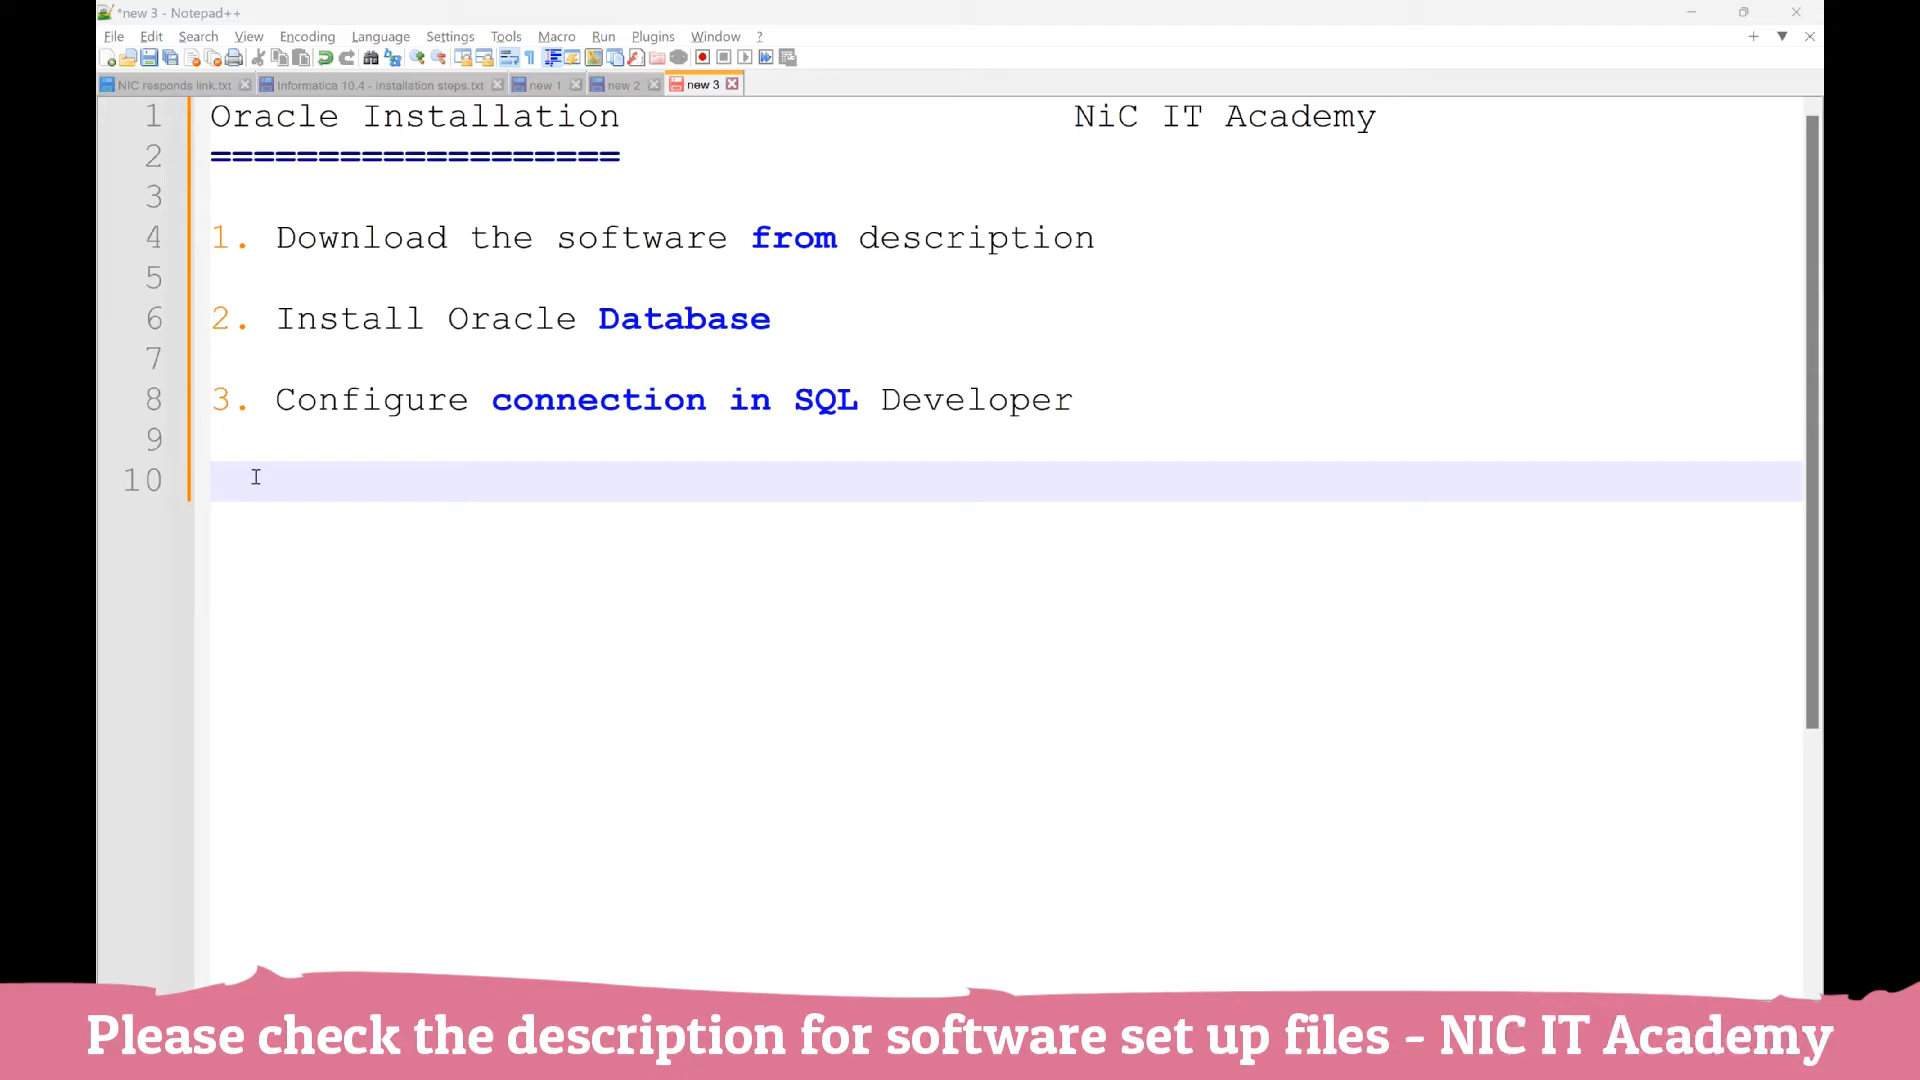 *new 3 - Notepad++
File Edit Search View Encoding Language Settings Tools Macro Run Plugins Window ?
NIC responds link.txt Informatica 10.4 - Installation steps.txt new 1 new 2 new 3
1 Oracle Installation NiC IT Academy
2 ===================
3
4 1. Download the software from description
5
6 2. Install Oracle Database
7
8 3. Configure connection in SQL Developer
9
10
Please check the description for software set up files - NIC IT Academy